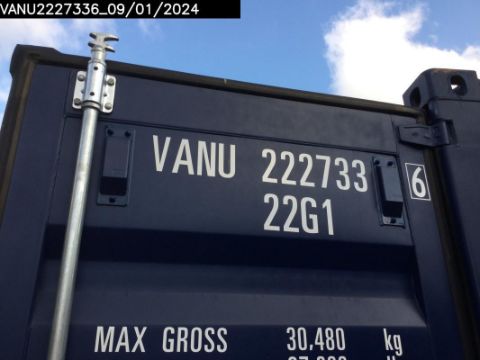 VANU2227336_09/01/2024
VANU 222733 6
22G1
MAX GROSS 30,480 kg